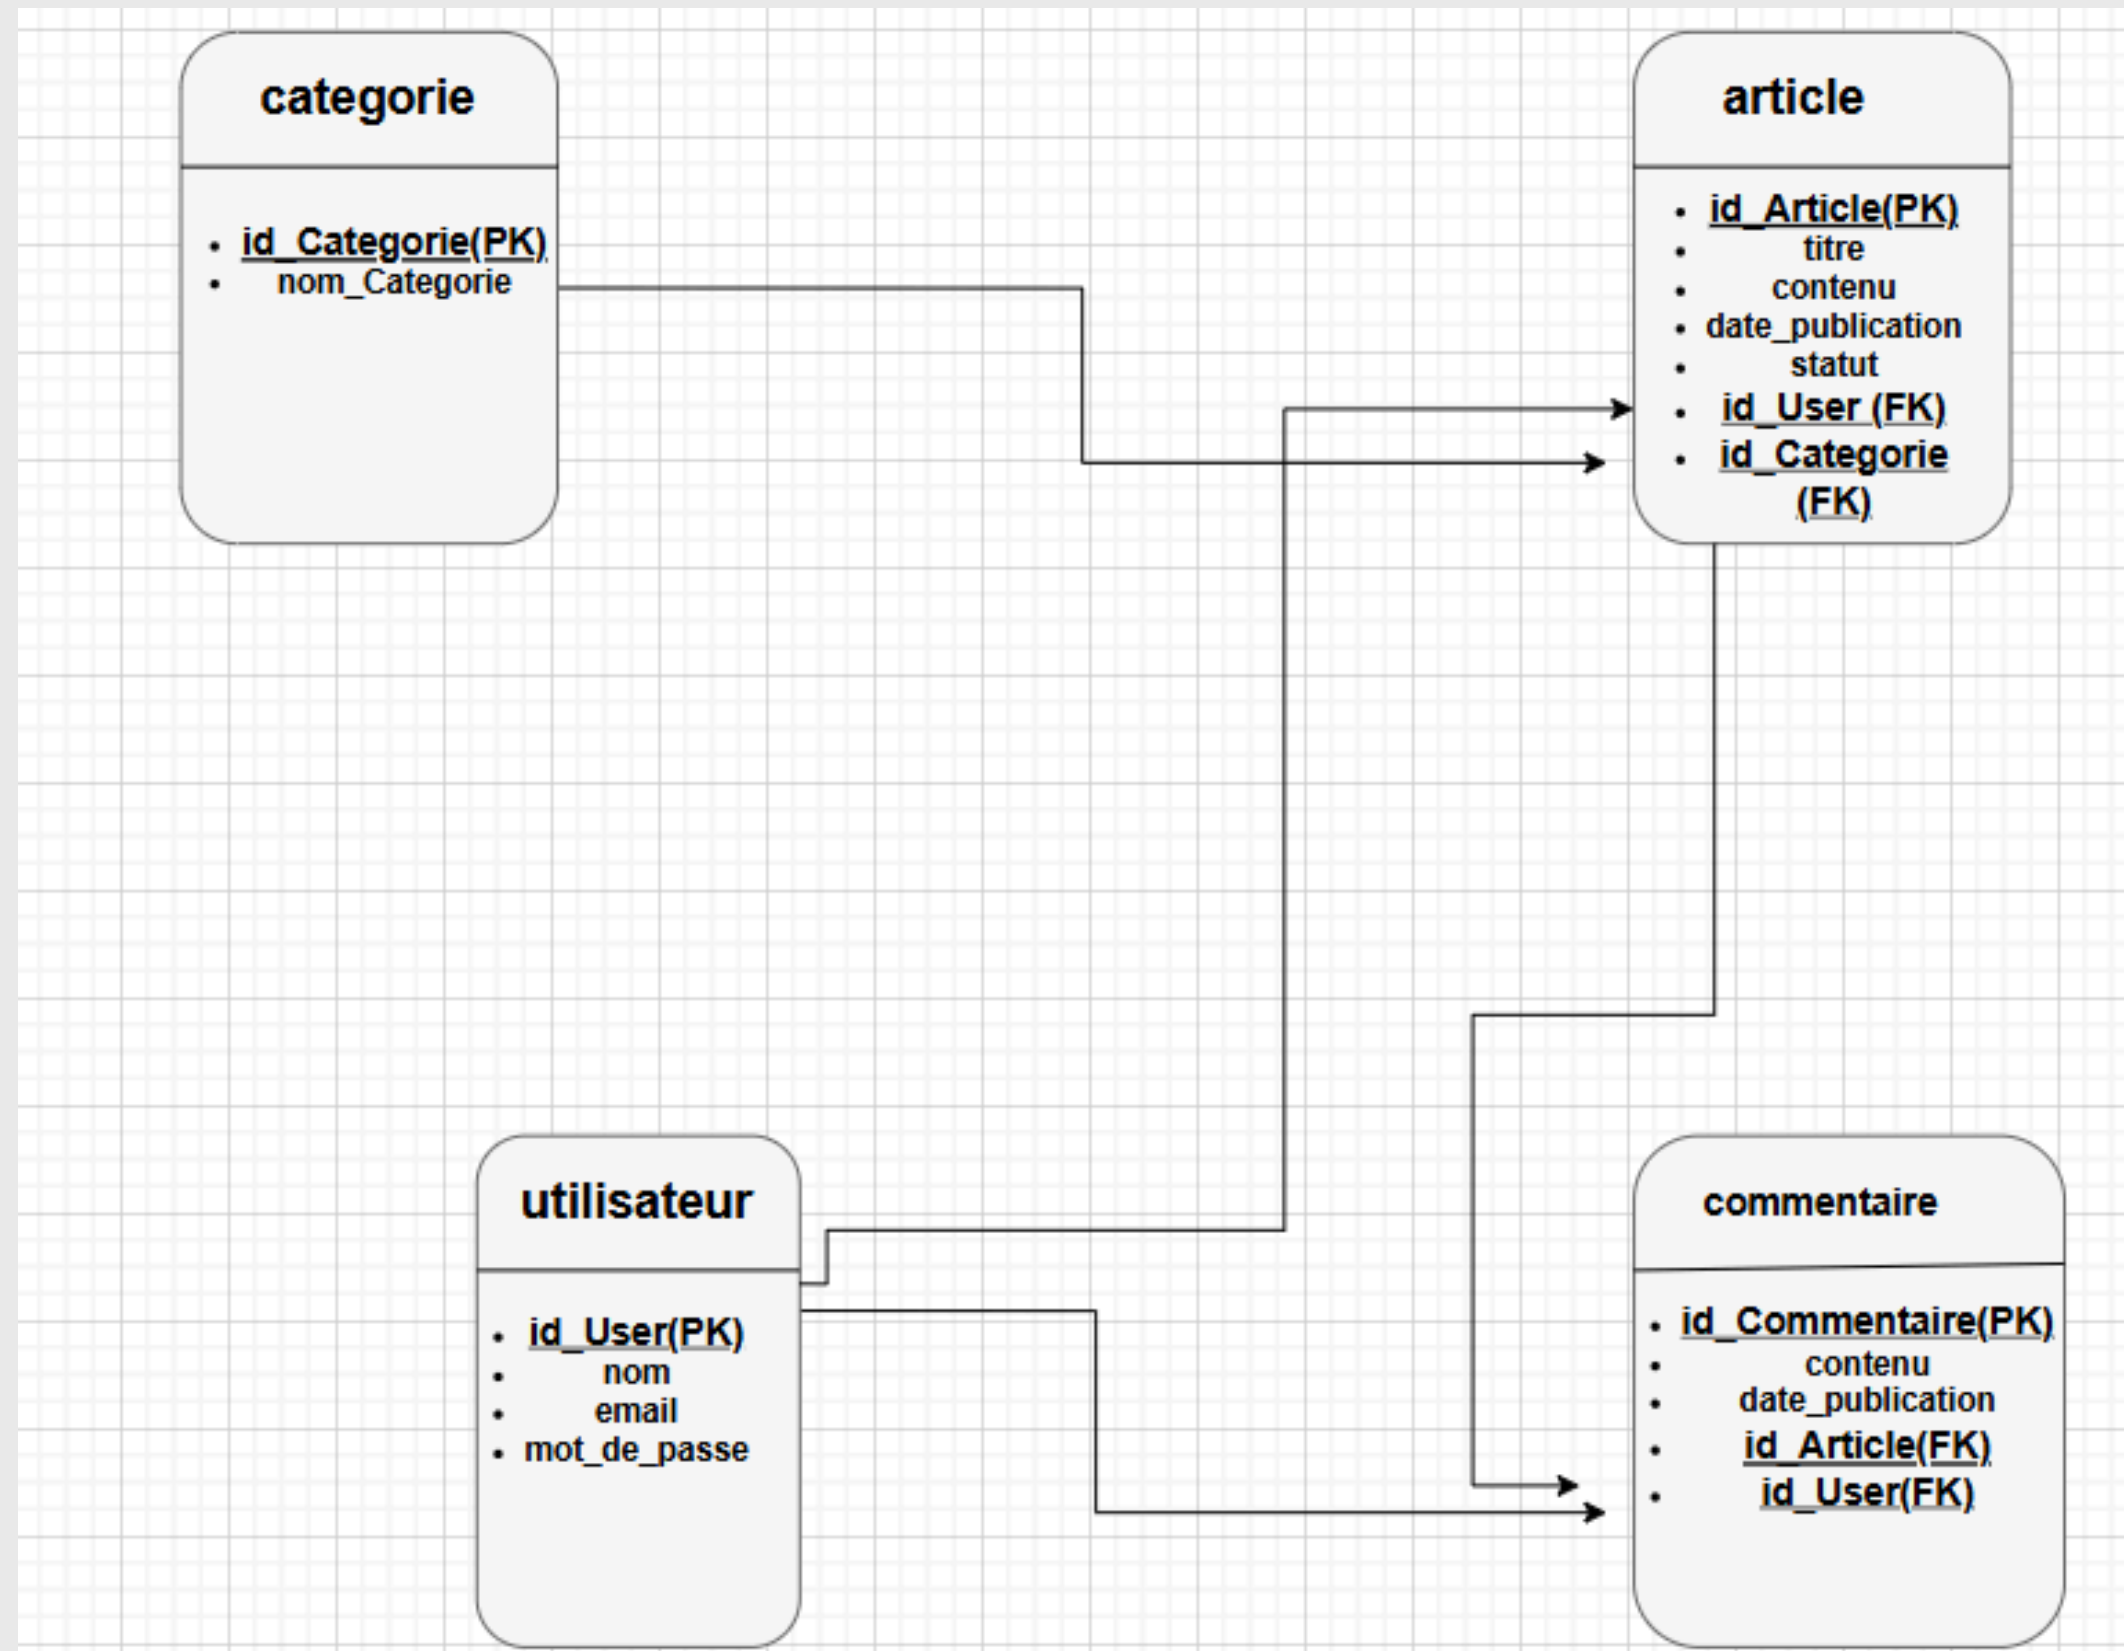 categorie
id_Categorie(PK)
nom_Categorie
article
id_Article(PK)
titre
contenu
date_publication
statut
id_User (FK)
id_Categorie
(FK)
utilisateur
id_User(PK)
nom
email
mot_de_passe
commentaire
id_Commentaire(PK)
contenu
date_publication
id_Article(FK)
id_User(FK)